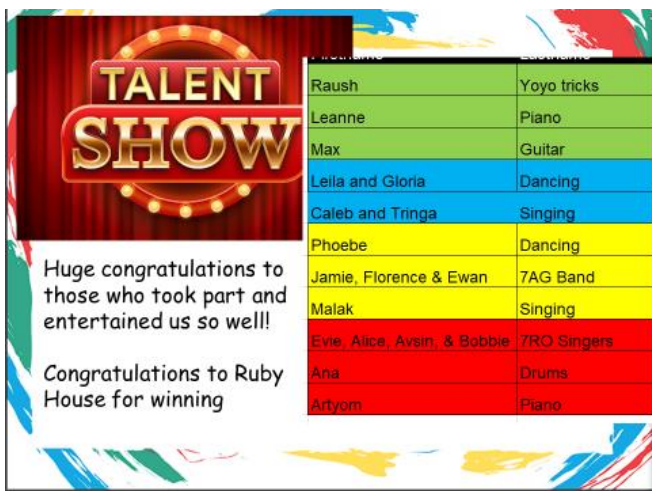 TALENT
SHOW
Firstname Lastname
Raush Yoyo tricks
Leanne Piano
Max Guitar
Leila and Gloria Dancing
Caleb and Tringa Singing
Phoebe Dancing
Jamie, Florence & Ewan 7AG Band
Malak Singing
Evie, Alice, Avsin, & Bobbie 7RO Singers
Ana Drums
Artyom Piano
Huge congratulations to
those who took part and
entertained us so well!
Congratulations to Ruby
House for winning